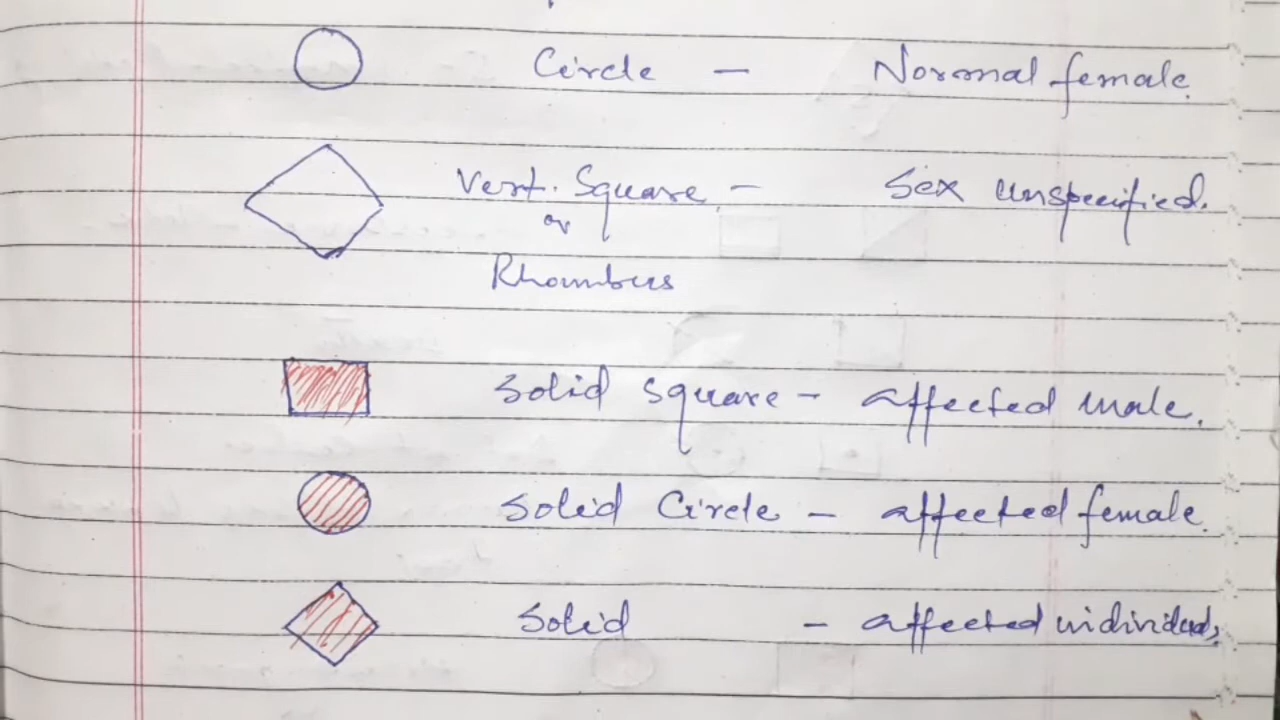 Circle — Normal female.
Vert. Square - Sex unspecified.
or
Rhombus
Solid square - affected male.
Solid Circle - affected female.
Solid - affected individual,